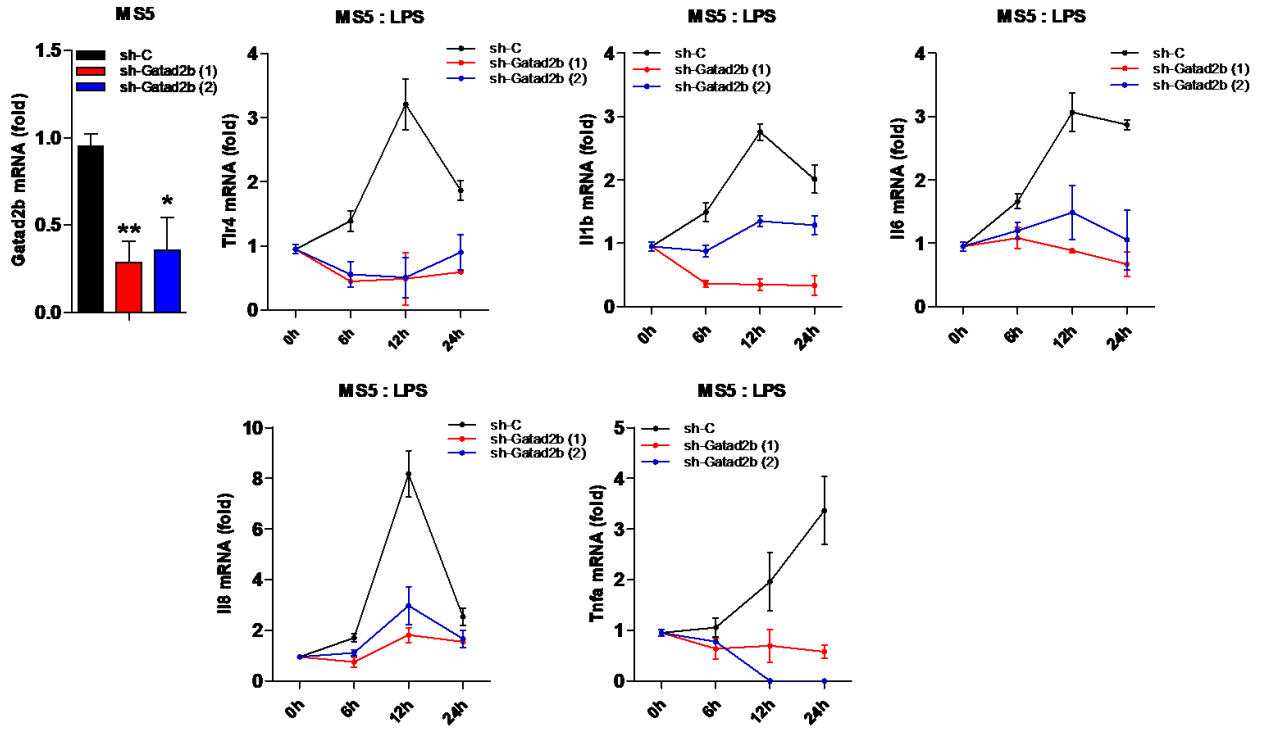 MS5
Gatad2b mRNA (fold)
1.5
1.0
0.5
0.0
sh-C
sh-Gatad2b (1)
sh-Gatad2b (2)
**
*
MS5 : LPS
Tlr4 mRNA (fold)
4
3
2
1
0
sh-C
sh-Gatad2b (1)
sh-Gatad2b (2)
0h
6h
12h
24h
MS5 : LPS
Il1b mRNA (fold)
4
3
2
1
0
sh-C
sh-Gatad2b (1)
sh-Gatad2b (2)
0h
6h
12h
24h
MS5 : LPS
Il6 mRNA (fold)
4
3
2
1
0
sh-C
sh-Gatad2b (1)
sh-Gatad2b (2)
0h
6h
12h
24h
MS5 : LPS
Il8 mRNA (fold)
10
8
6
4
2
0
sh-C
sh-Gatad2b (1)
sh-Gatad2b (2)
0h
6h
12h
24h
MS5 : LPS
Tnfa mRNA (fold)
5
4
3
2
1
0
sh-C
sh-Gatad2b (1)
sh-Gatad2b (2)
0h
6h
12h
24h